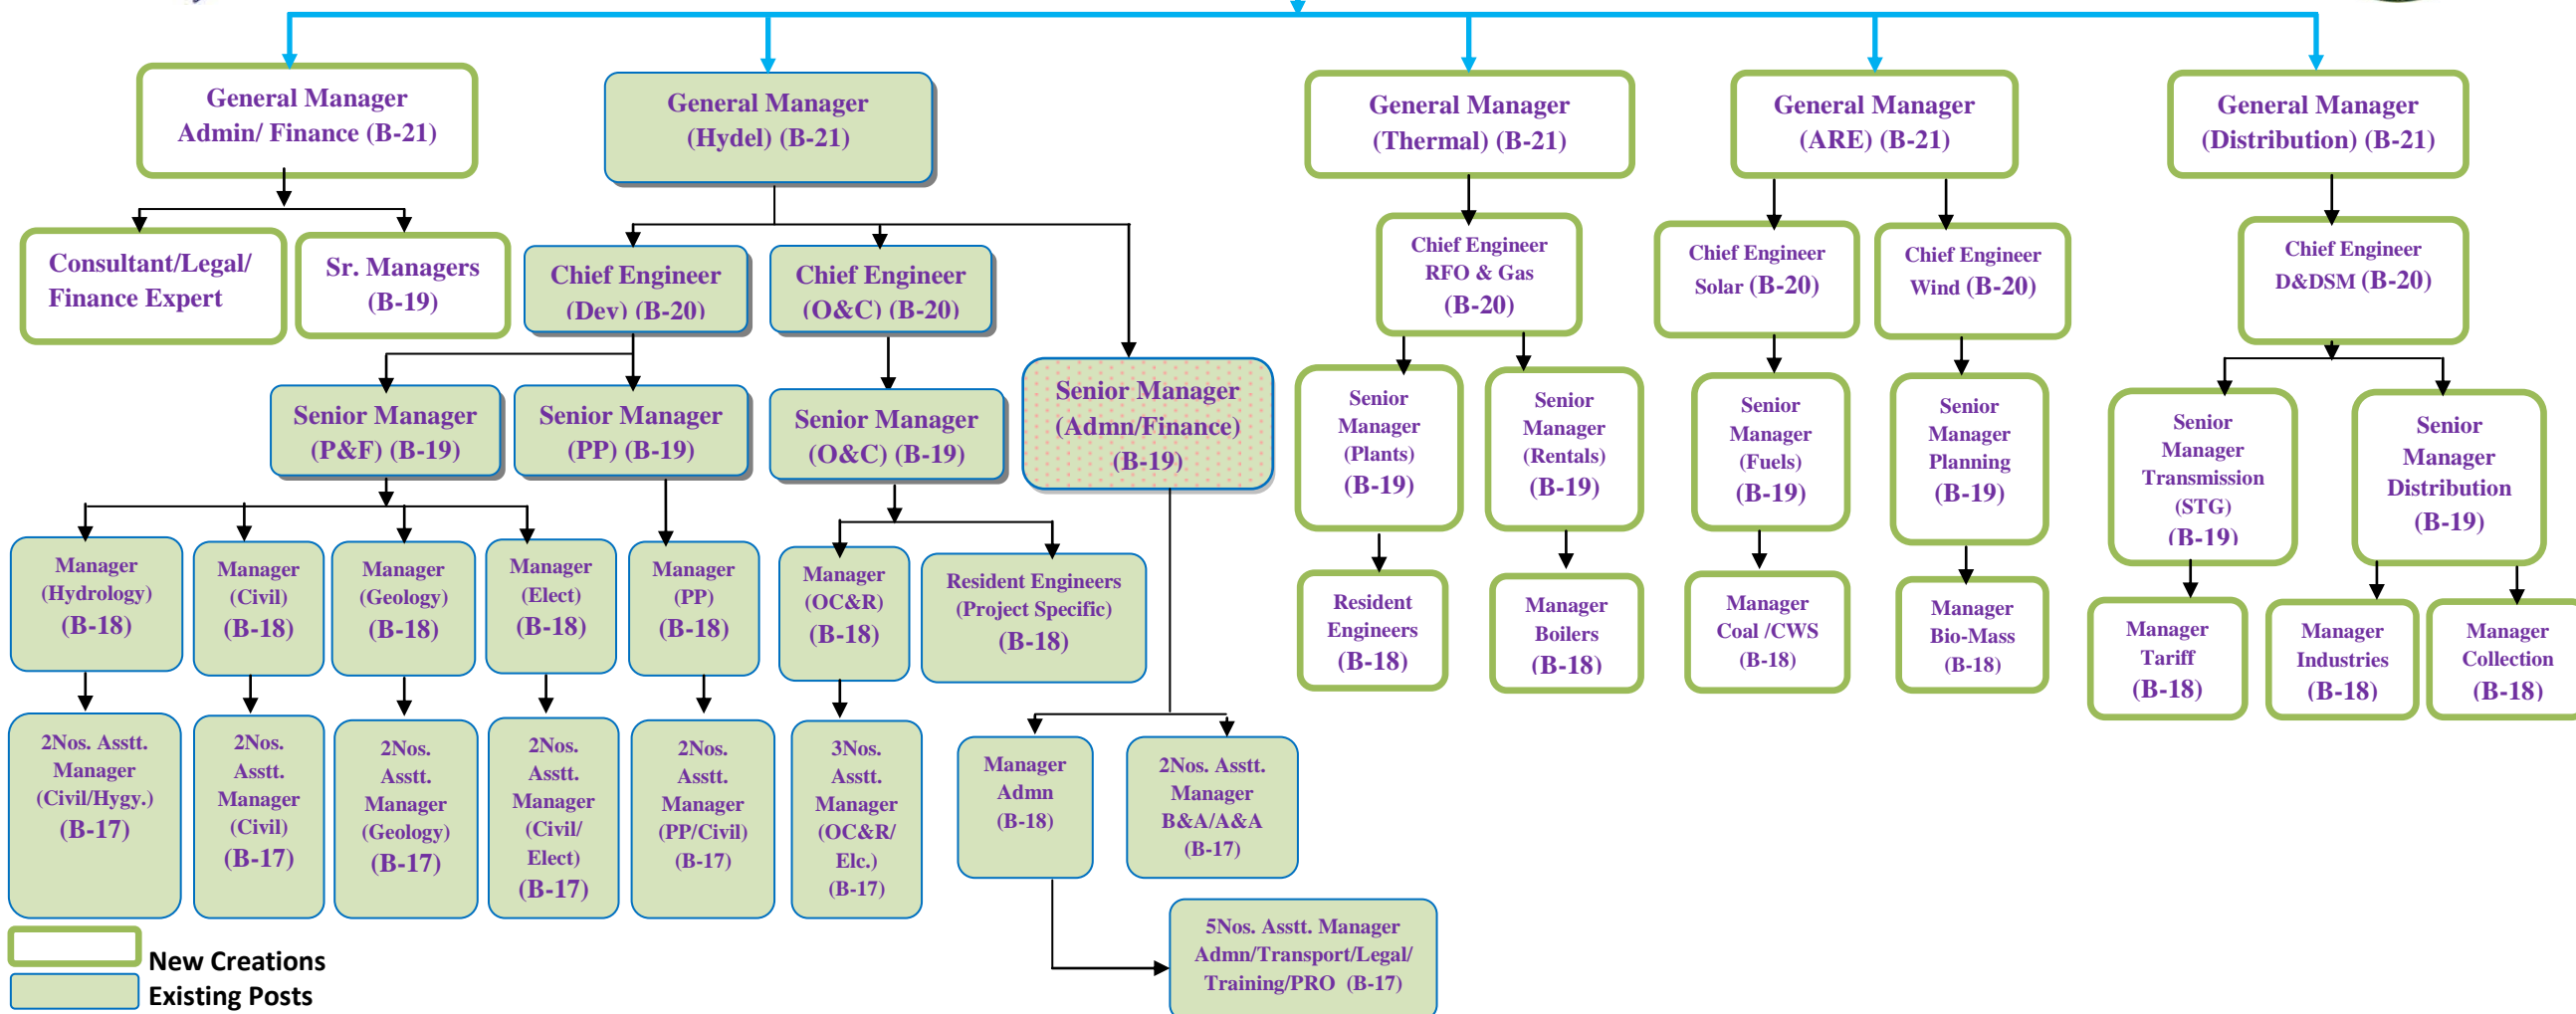 General Manager
Admin/ Finance (B-21)
General Manager
(Hydel) (B-21)
General Manager
(Thermal) (B-21)
General Manager
(ARE) (B-21)
General Manager
(Distribution) (B-21)
Consultant/Legal/
Finance Expert
Sr. Managers
(B-19)
Chief Engineer
(Dev) (B-20)
Chief Engineer
(O&C) (B-20)
Chief Engineer
RFO & Gas
(B-20)
Chief Engineer
Solar (B-20)
Chief Engineer
Wind (B-20)
Chief Engineer
D&DSM (B-20)
Senior Manager
(P&F) (B-19)
Senior Manager
(PP) (B-19)
Senior Manager
(O&C) (B-19)
Senior Manager
(Admn/Finance)
(B-19)
Senior
Manager
(Plants)
(B-19)
Senior
Manager
(Rentals)
(B-19)
Senior
Manager
(Fuels)
(B-19)
Senior
Manager
Planning
(B-19)
Senior
Manager
Transmission
(STG)
(B-19)
Senior
Manager
Distribution
(B-19)
Manager
(Hydrology)
(B-18)
Manager
(Civil)
(B-18)
Manager
(Geology)
(B-18)
Manager
(Elect)
(B-18)
Manager
(PP)
(B-18)
Manager
(OC&R)
(B-18)
Resident Engineers
(Project Specific)
(B-18)
Resident
Engineers
(B-18)
Manager
Boilers
(B-18)
Manager
Coal /CWS
(B-18)
Manager
Bio-Mass
(B-18)
Manager
Tariff
(B-18)
Manager
Industries
(B-18)
Manager
Collection
(B-18)
2Nos. Asstt.
Manager
(Civil/Hygy.)
(B-17)
2Nos.
Asstt.
Manager
(Civil)
(B-17)
2Nos.
Asstt.
Manager
(Geology)
(B-17)
2Nos.
Asstt.
Manager
(Civil/
Elect)
(B-17)
2Nos.
Asstt.
Manager
(PP/Civil)
(B-17)
3Nos.
Asstt.
Manager
(OC&R/
Elc.)
(B-17)
Manager
Admn
(B-18)
2Nos. Asstt.
Manager
B&A/A&A
(B-17)
5Nos. Asstt. Manager
Admn/Transport/Legal/
Training/PRO (B-17)
New Creations
Existing Posts